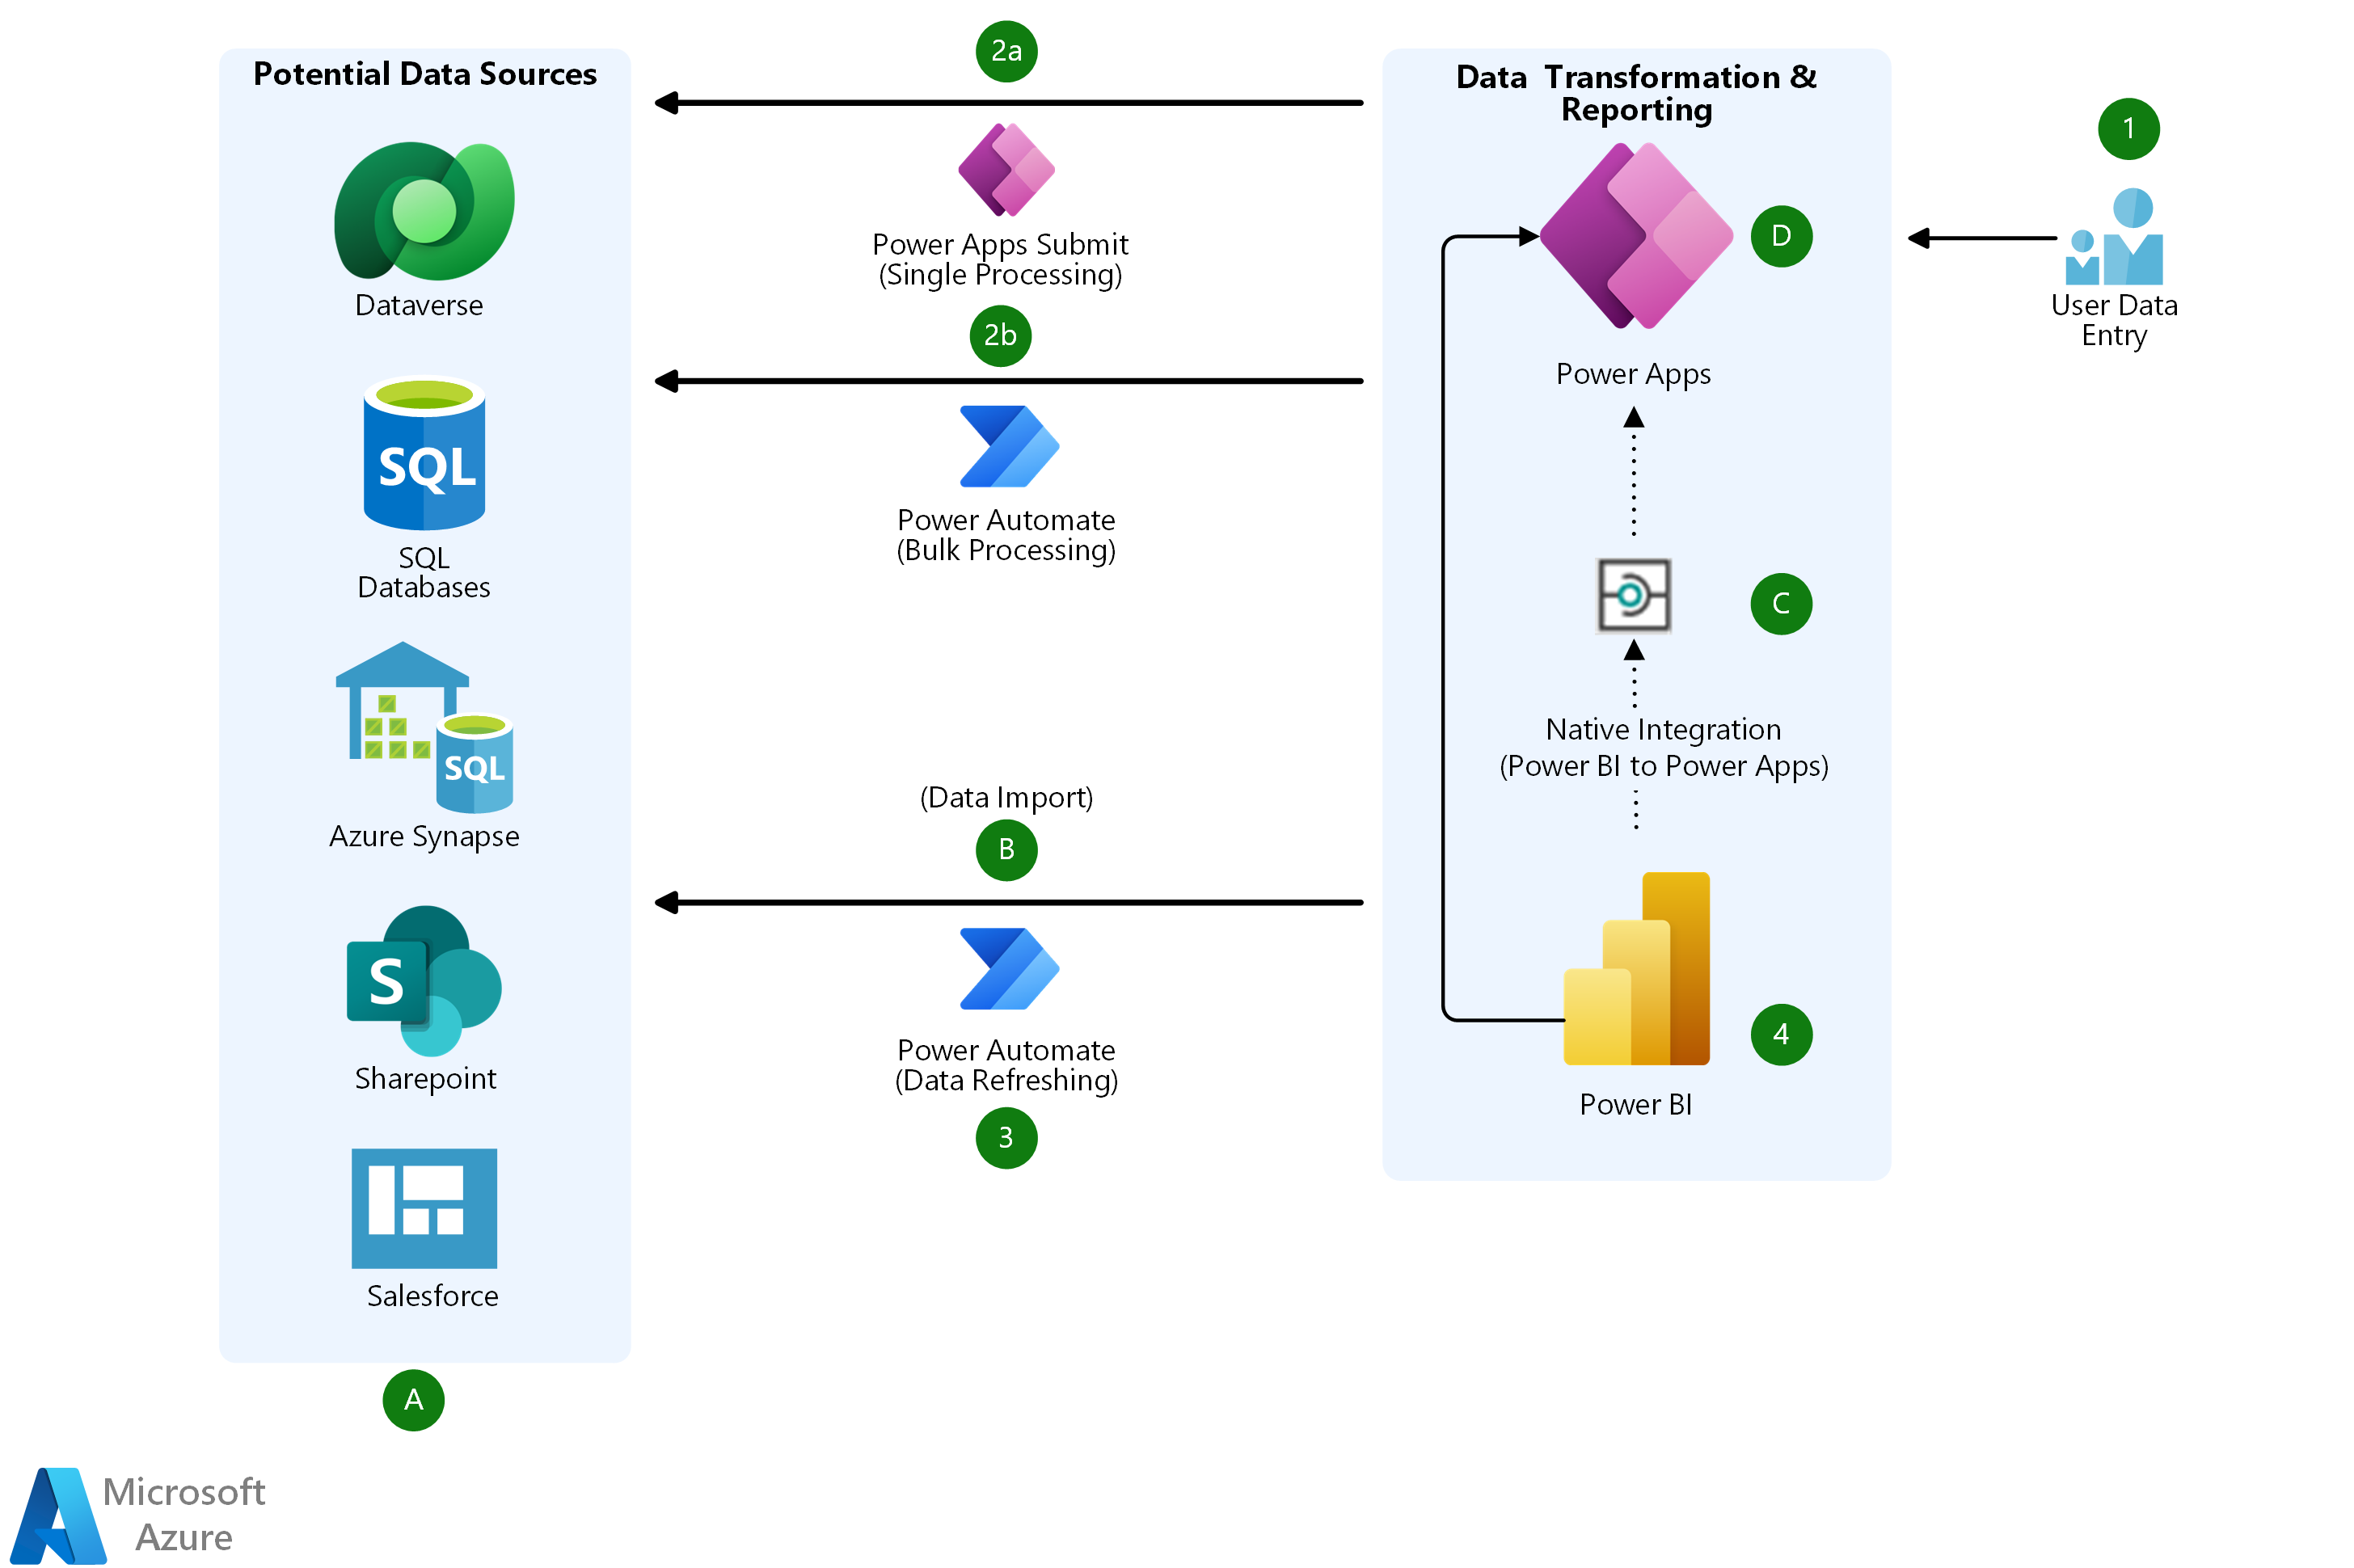 Potential Data Sources
Dataverse
SQL
SQL
Databases
SQL
Azure Synapse
S
Sharepoint
Salesforce
A
2a
Power Apps Submit
(Single Processing)
2b
Power Automate
(Bulk Processing)
(Data Import)
B
Power Automate
(Data Refreshing)
3
Data Transformation &
Reporting
D
Power Apps
C
Native Integration
(Power BI to Power Apps)
4
Power BI
1
User Data
Entry
Microsoft
Azure